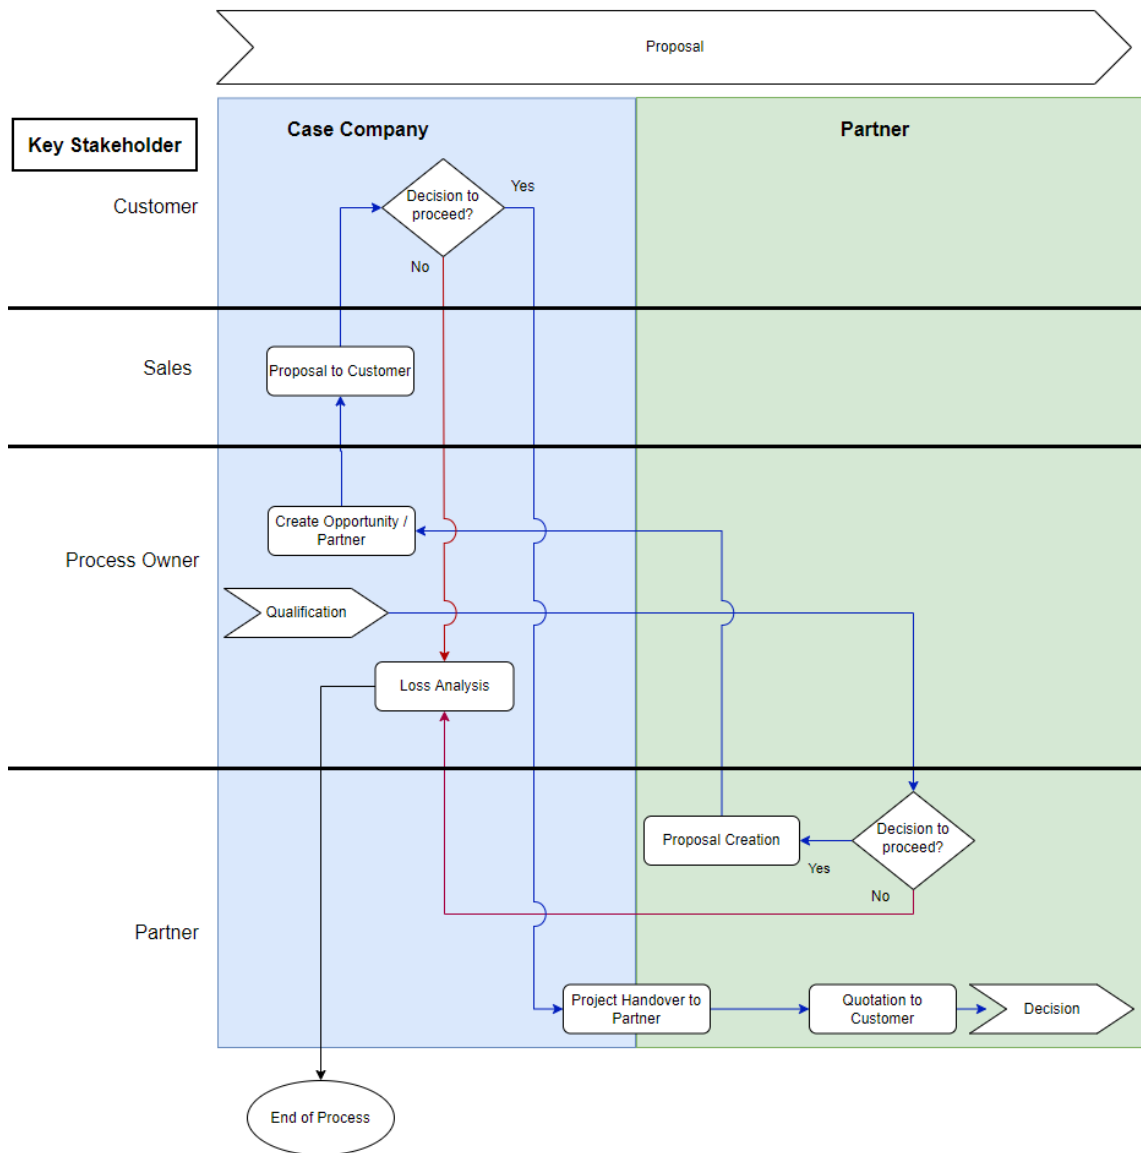 Proposal
Case Company
Partner
Key Stakeholder
Customer
Decision to
proceed?
Yes
No
Sales
Proposal to Customer
Process Owner
Create Opportunity /
Partner
Qualification
Loss Analysis
Partner
Proposal Creation
Decision to
proceed?
Yes
No
Project Handover to
Partner
Quotation to
Customer
Decision
End of Process